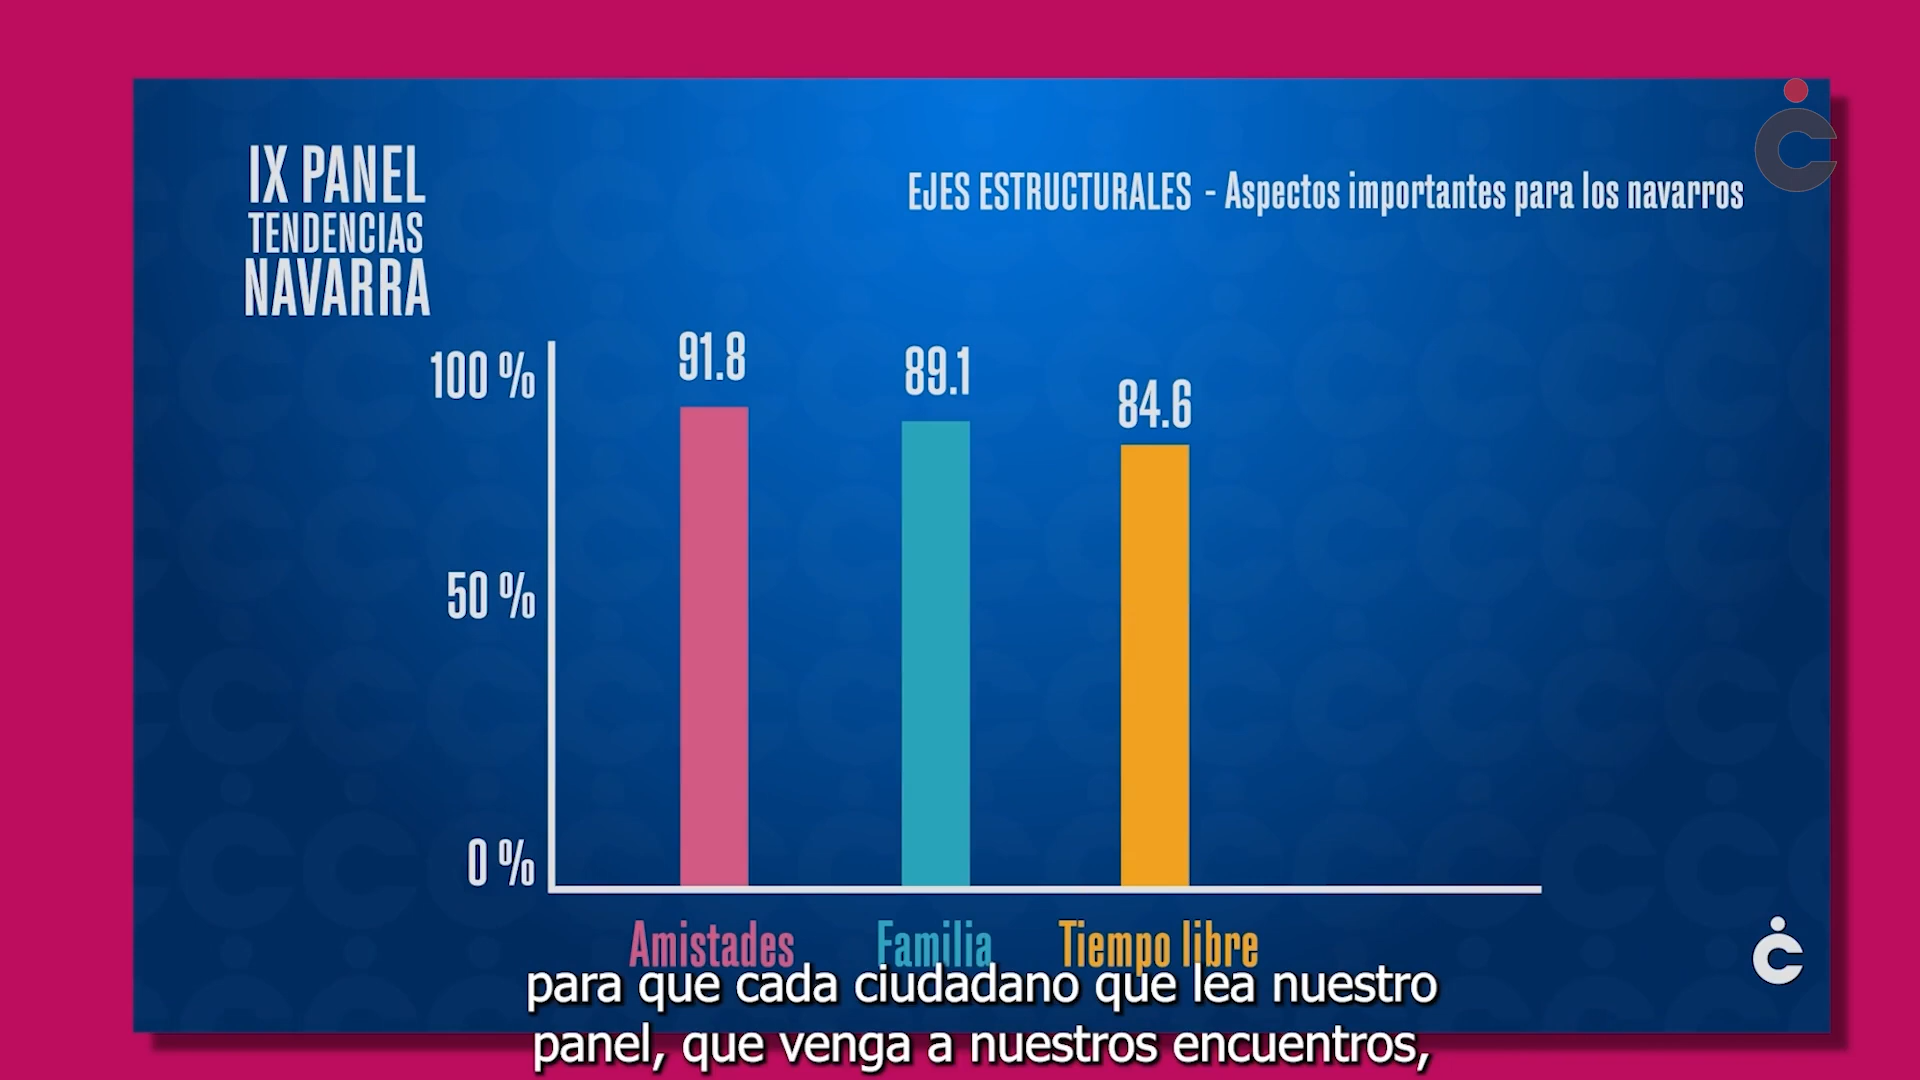 IX PANEL
TENDENCIAS
NAVARRA
EJES ESTRUCTURALES - Aspectos importantes para los navarros
100 %
50 %
0 %
91.8
89.1
84.6
Amistades
Familia
Tiempo libre
para que cada ciudadano que lea nuestro
panel, que venga a nuestros encuentros,